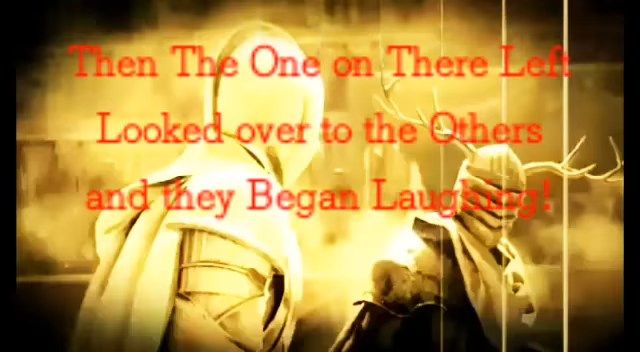 Then The One on There Left
Looked over to the Others
and they Began Laughing!